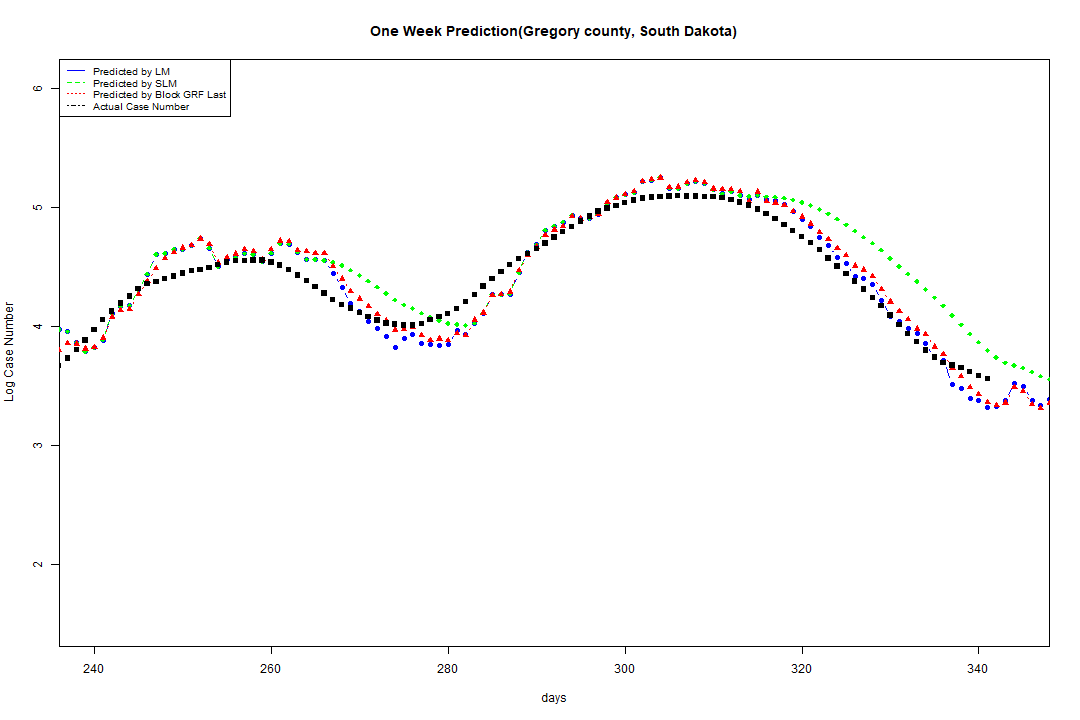 One Week Prediction(Gregory county, South Dakota)
Predicted by LM
Predicted by SLM
Predicted by Block GRF Last
Actual Case Number
6
5
4
3
2
Log Case Number
240 260 280 300 320 340
days